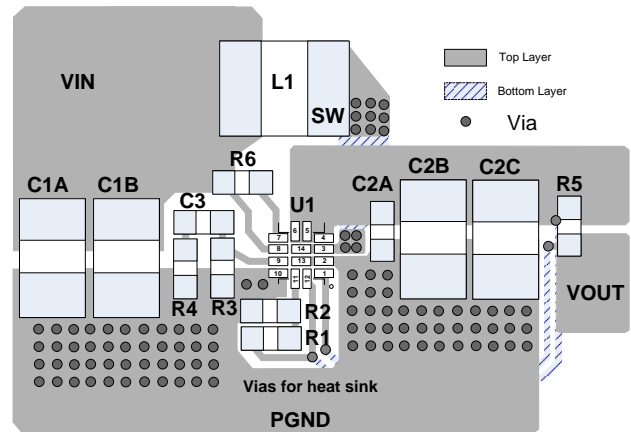 VIN
L1
SW
Top Layer
Bottom Layer
Via
R6
C1A
C1B
C3
U1
C2A
C2B
C2C
R5
6
5
7
4
8
14
3
9
13
2
10
11
12
1
R4
R3
R2
R1
VOUT
Vias for heat sink
PGND